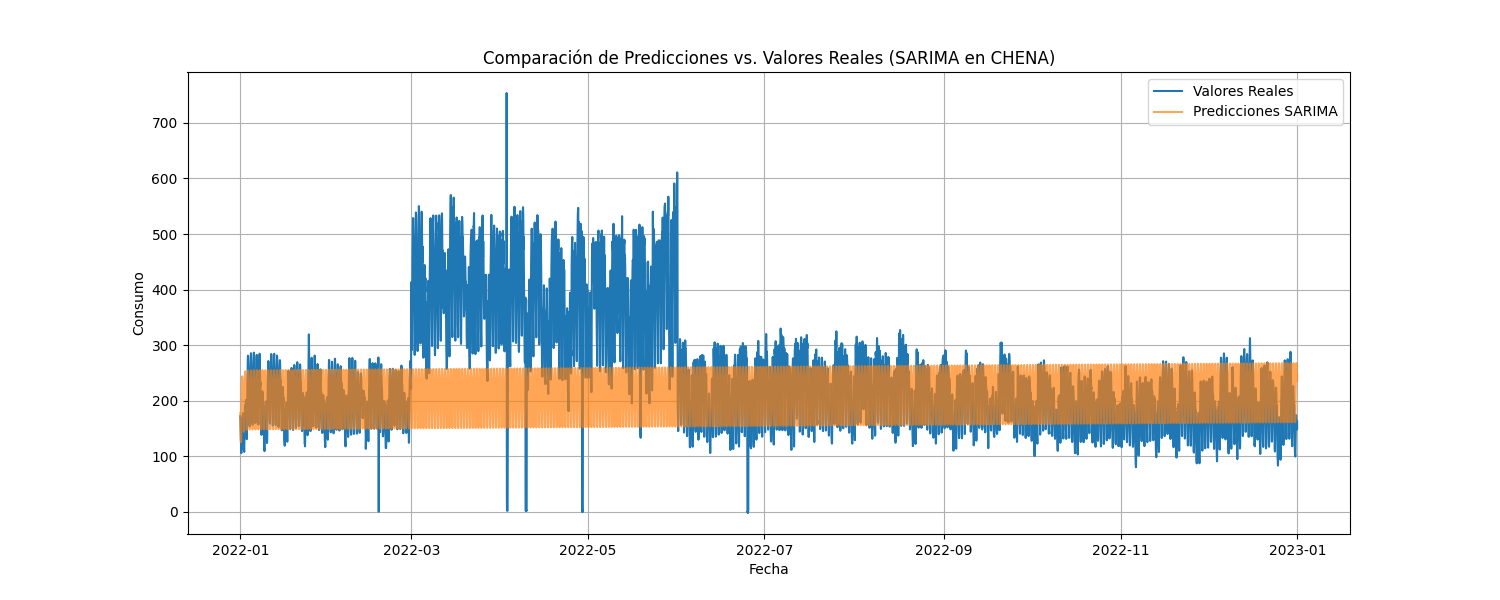 Comparación de Predicciones vs. Valores Reales (SARIMA en CHENA)
Valores Reales
Predicciones SARIMA
700
600
500
400
300
200
100
0
Consumo
2022-01 2022-03 2022-05 2022-07 2022-09 2022-11 2023-01
Fecha